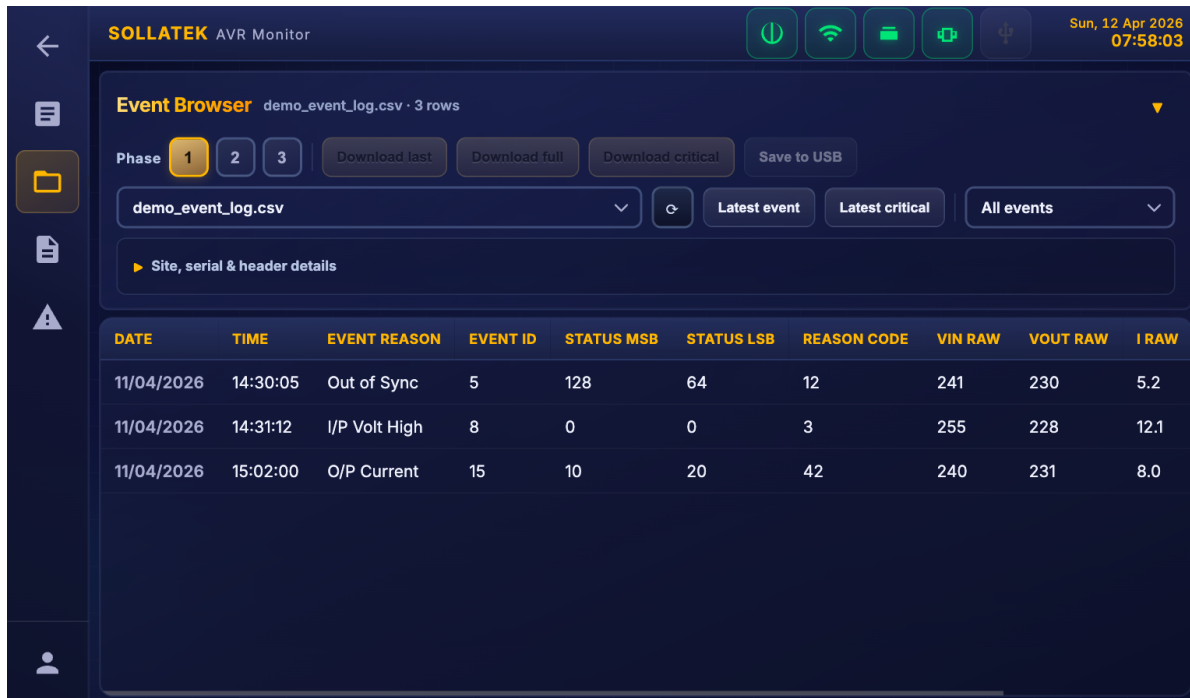 SOLLATEK AVR Monitor
Sun, 12 Apr 2026
07:58:03
Event Browser demo_event_log.csv · 3 rows
Phase 1 2 3 Download last Download full Download critical Save to USB
demo_event_log.csv Latest event Latest critical All events
Site, serial & header details
DATE TIME EVENT REASON EVENT ID STATUS MSB STATUS LSB REASON CODE VIN RAW VOUT RAW I RAW
11/04/2026 14:30:05 Out of Sync 5 128 64 12 241 230 5.2
11/04/2026 14:31:12 I/P Volt High 8 0 0 3 255 228 12.1
11/04/2026 15:02:00 O/P Current 15 10 20 42 240 231 8.0